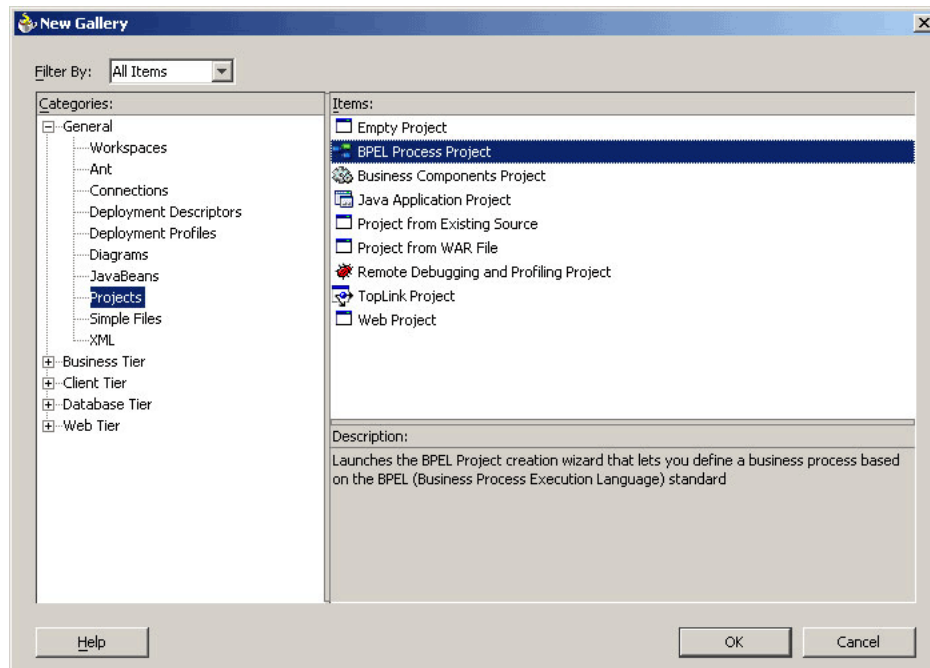 New Gallery
Filter By: All Items
Categories:
General
Workspaces
Ant
Connections
Deployment Descriptors
Deployment Profiles
Diagrams
JavaBeans
Projects
Simple Files
XML
Business Tier
Client Tier
Database Tier
Web Tier
Items:
Empty Project
BPEL Process Project
Business Components Project
Java Application Project
Project from Existing Source
Project from WAR File
Remote Debugging and Profiling Project
TopLink Project
Web Project
Description:
Launches the BPEL Project creation wizard that lets you define a business process based
on the BPEL (Business Process Execution Language) standard
Help
OK
Cancel